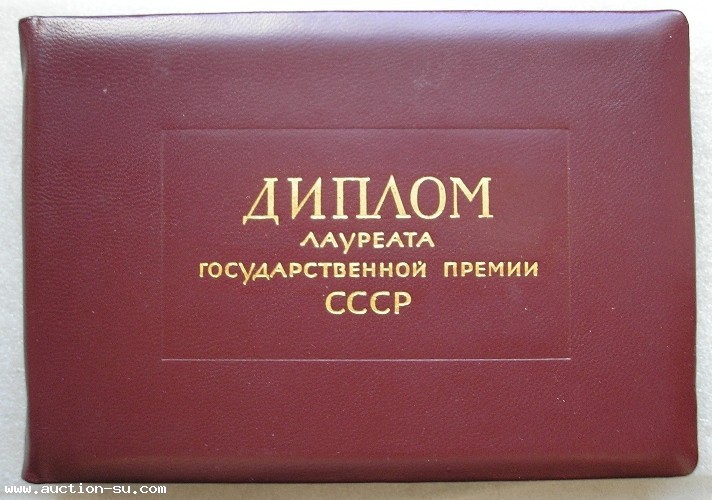 ДИПЛОМ
ЛАУРЕАТА
ГОСУДАРСТВЕННОЙ ПРЕМИИ
СССР
www.auction-su.com